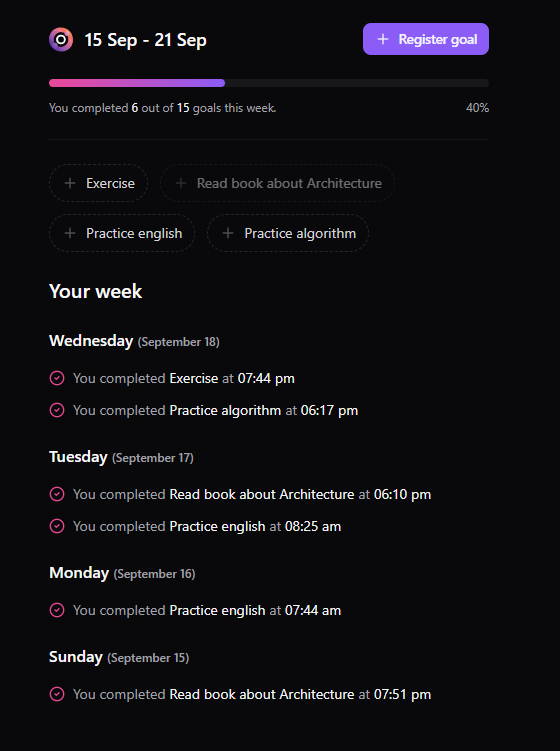 15 Sep - 21 Sep
Register goal
You completed 6 out of 15 goals this week.
40%
Exercise
Read book about Architecture
Practice english
Practice algorithm
Your week
Wednesday (September 18)
You completed Exercise at 07:44 pm
You completed Practice algorithm at 06:17 pm
Tuesday (September 17)
You completed Read book about Architecture at 06:10 pm
You completed Practice english at 08:25 am
Monday (September 16)
You completed Practice english at 07:44 am
Sunday (September 15)
You completed Read book about Architecture at 07:51 pm